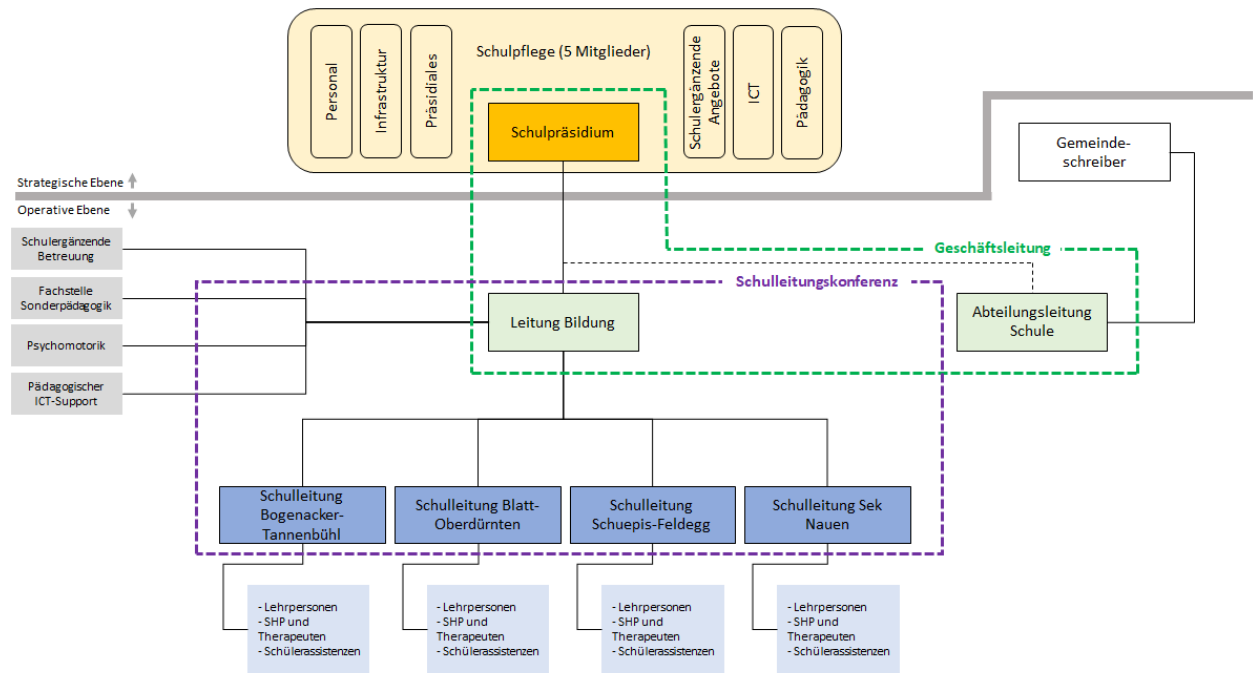 Schulpflege (5 Mitglieder)
Personal
Infrastruktur
Präsidiales
Schulergänzende
Angebote
ICT
Pädagogik
Schulpräsidium
Gemeinde-
schreiber
Strategische Ebene
Operative Ebene
Schulergänzende
Betreuung
Fachstelle
Sonderpädagogik
Psychomotorik
Pädagogischer
ICT-Support
Geschäftsleitung
Schulleitungskonferenz
Leitung Bildung
Abteilungsleitung
Schule
Schulleitung
Bogenacker-
Tannenbühl
Schulleitung Blatt-
Oberdürnten
Schulleitung
Schuepis-Feldegg
Schulleitung Sek
Nauen
- Lehrpersonen
- SHP und
Therapeuten
- Schülerassistenzen
- Lehrpersonen
- SHP und
Therapeuten
- Schülerassistenzen
- Lehrpersonen
- SHP und
Therapeuten
- Schülerassistenzen
- Lehrpersonen
- SHP und
Therapeuten
- Schülerassistenzen